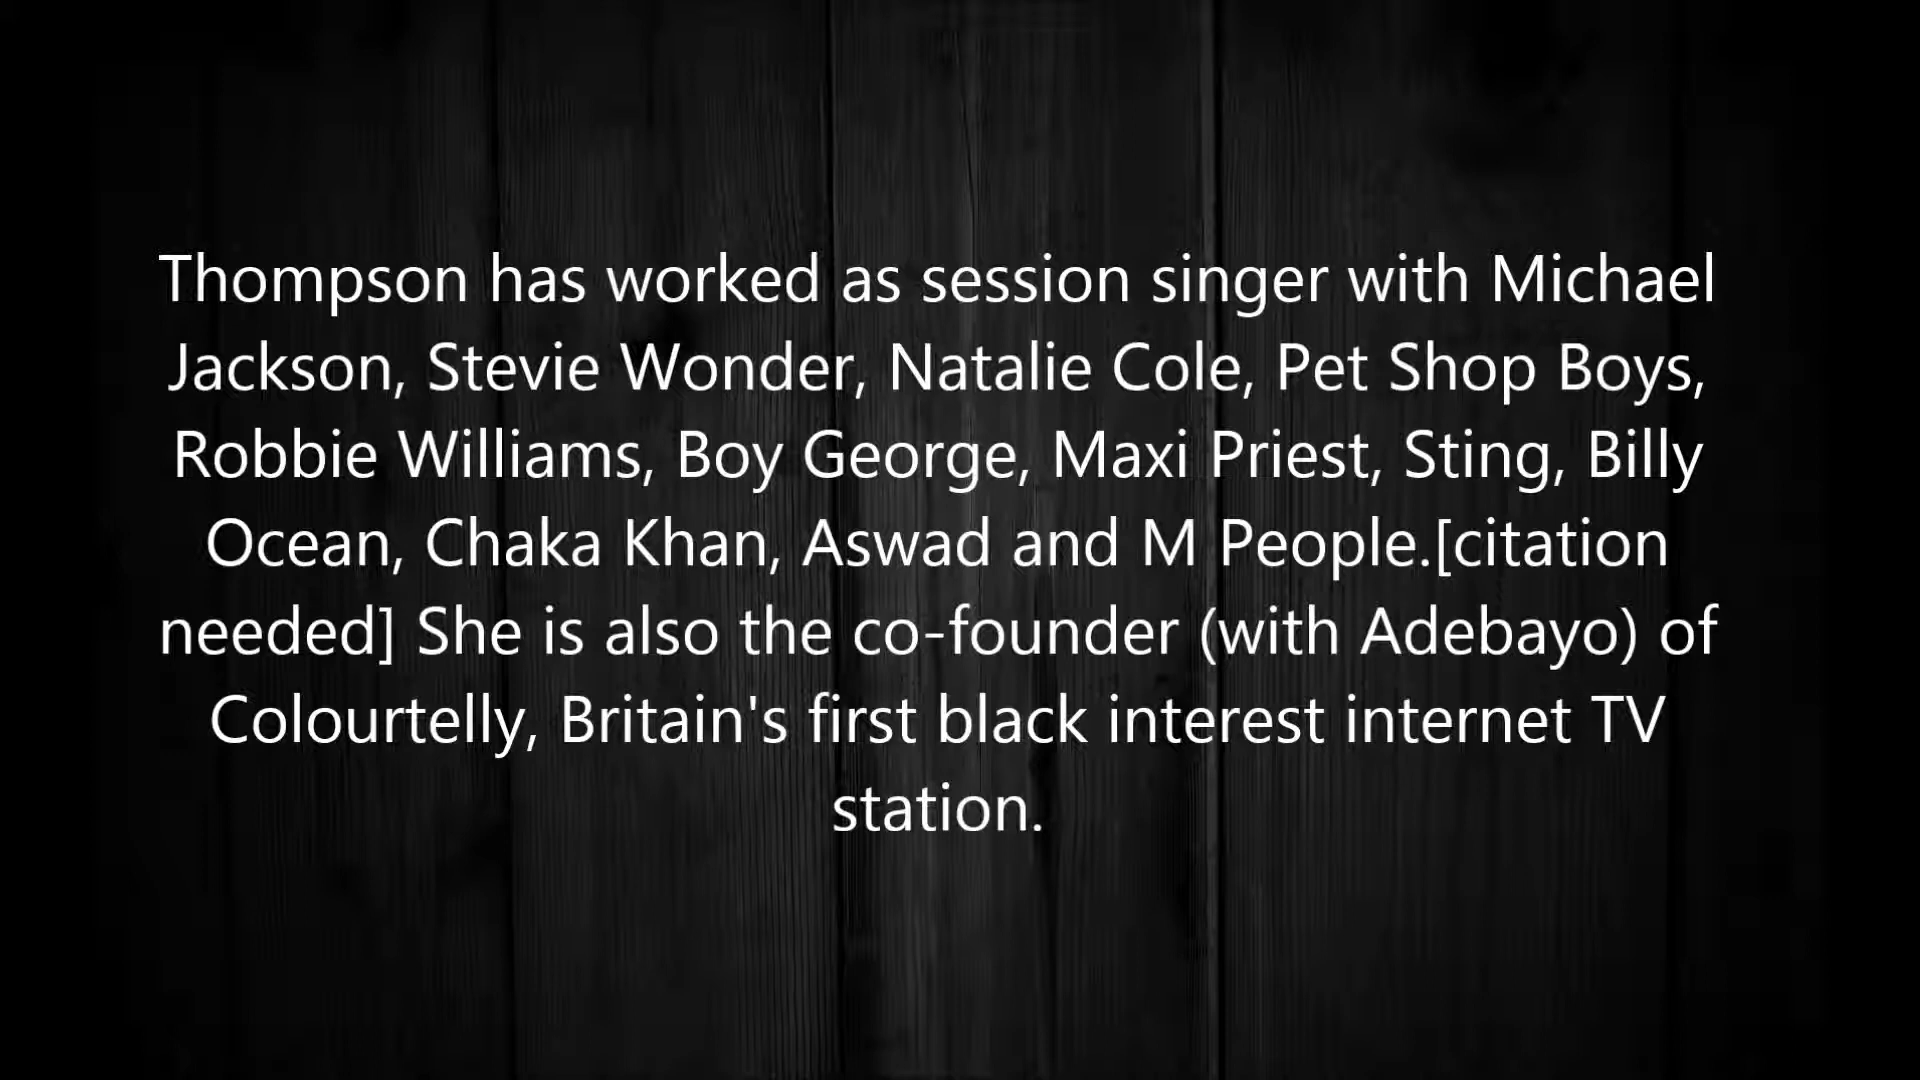 Thompson has worked as session singer with Michael
Jackson, Stevie Wonder, Natalie Cole, Pet Shop Boys,
Robbie Williams, Boy George, Maxi Priest, Sting, Billy
Ocean, Chaka Khan, Aswad and M People.[citation
needed] She is also the co-founder (with Adebayo) of
Colourtelly, Britain's first black interest internet TV
station.